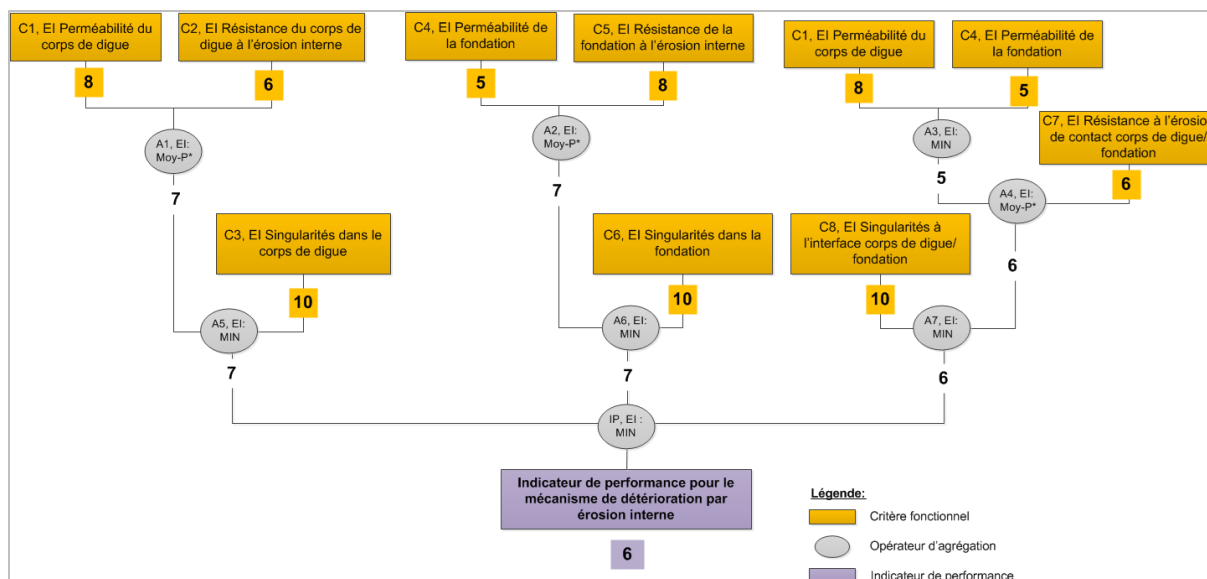 C1, EI Perméabilité du
corps de digue
C2, EI Résistance du corps
de digue à l'érosion interne
C4, EI Perméabilité de
la fondation
C5, EI Résistance de la
fondation à l'érosion interne
C1, EI Perméabilité du
corps de digue
C4, EI Perméabilité de
la fondation
8
6
5
8
8
5
A1, EI:
Moy-P*
A2, EI:
Moy-P*
A3, EI:
MIN
C7, EI Résistance à l'érosion
de contact corps de digue/
fondation
7
7
5
6
A4, EI:
Moy-P*
C3, EI Singularités dans le
corps de digue
C6, EI Singularités dans la
fondation
C8, EI Singularités à
l'interface corps de digue/
fondation
6
10
10
10
A5, EI:
MIN
A6, EI:
MIN
A7, EI:
MIN
7
7
6
IP, EI :
MIN
Indicateur de performance pour le
mécanisme de détérioration par
érosion interne
6
Légende:
Critère fonctionnel
Opérateur d'agrégation
Indicateur de performance